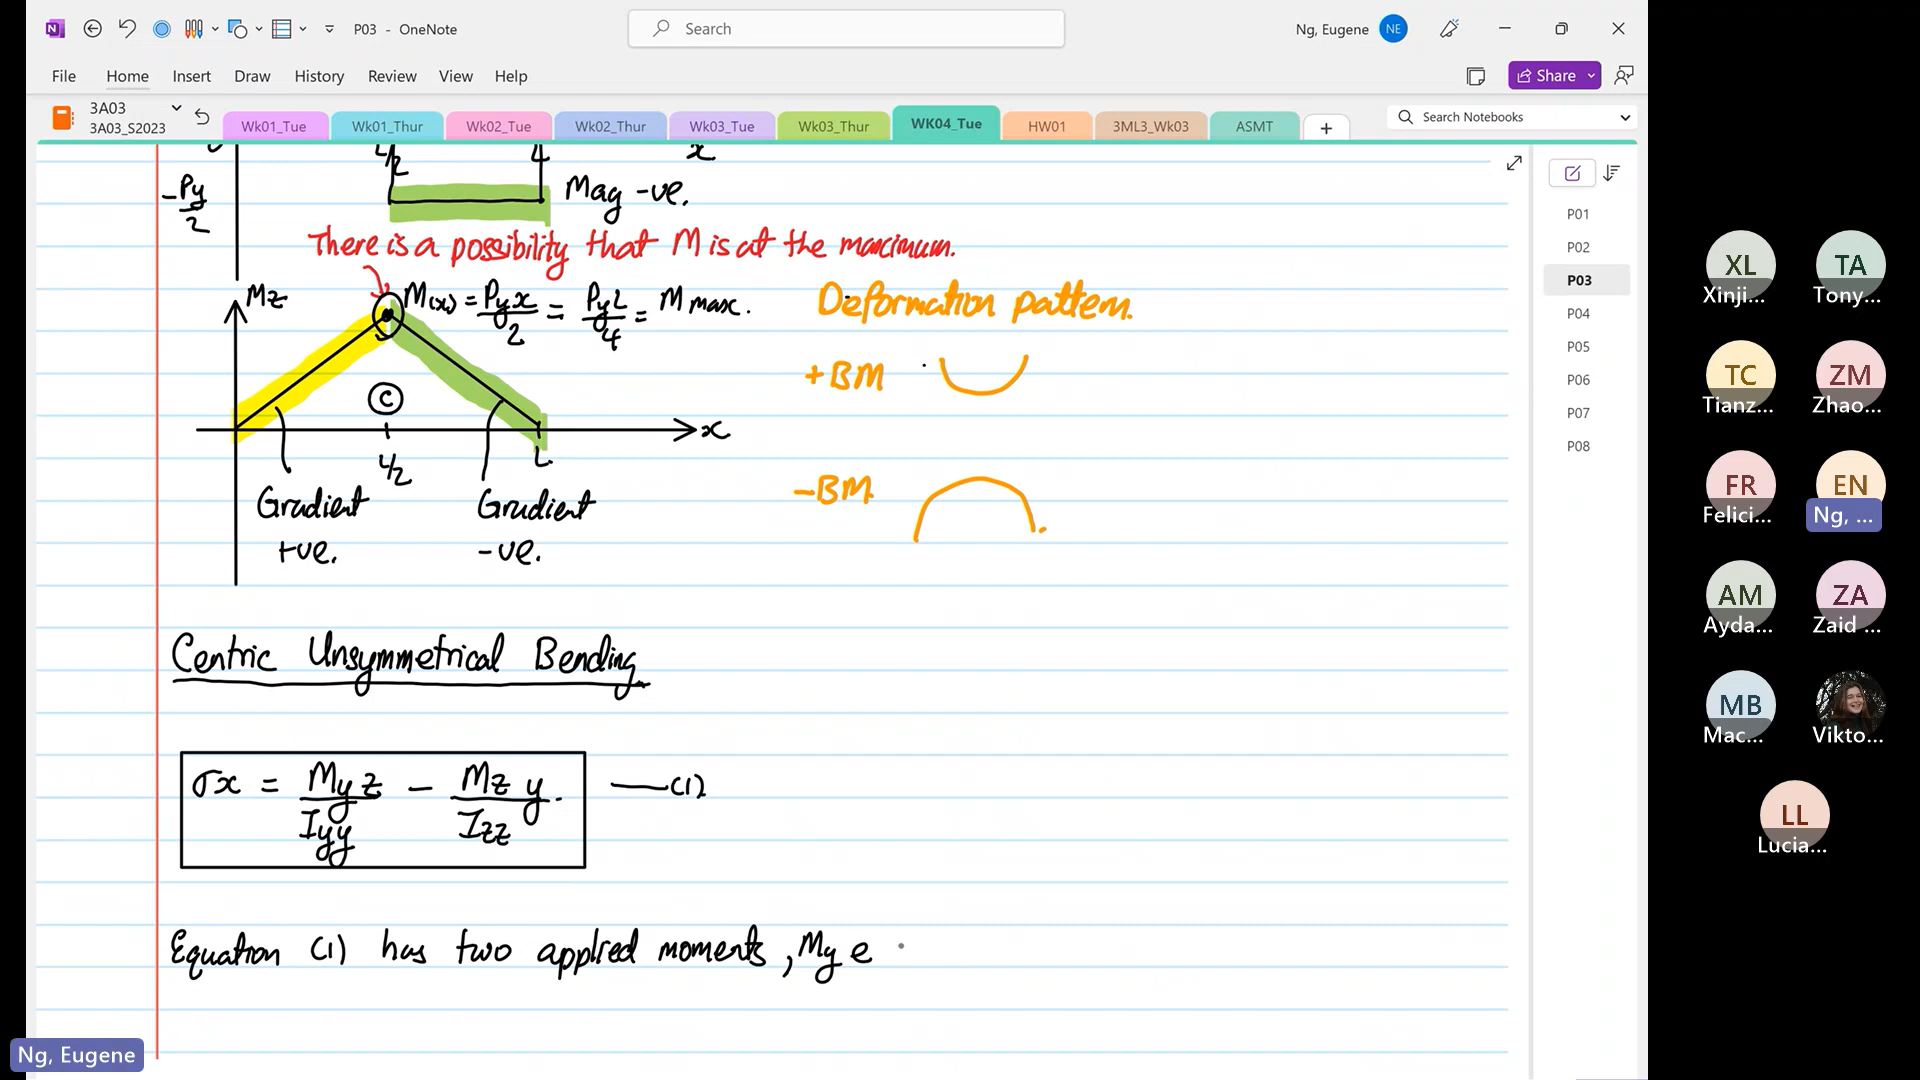 P03 - OneNote
Search
Ng, Eugene
NE
File
Home
Insert
Draw
History
Review
View
Help
Share
3A03
3A03_S2023
Wk01_Tue
Wk01_Thur
Wk02_Tue
Wk02_Thur
Wk03_Tue
Wk03_Thur
WK04_Tue
HW01
3ML3_Wk03
ASMT
+
Search Notebooks
P01
P02
P03
P04
P05
P06
P07
P08
x
-Py/2
Mag -ve.
There is a possibility that M is at the maximum.
Mz
M(x) = Pyx/2 = PyL/4 = M max.
C
L/2
L
x
Gradient +ve.
Gradient -ve.
Deformation pattern.
+BM
-BM
Centric Unsymmetrical Bending
σx = My z/Iyy - Mz y/Izz. —(1)
Equation (1) has two applied moments, My e
Ng, Eugene
XL
Xinji...
TA
Tony...
TC
Tianz...
ZM
Zhao...
FR
Felici...
EN
Ng, ...
AM
Ayda...
ZA
Zaid ...
MB
Mac...
Vikto...
LL
Lucia...